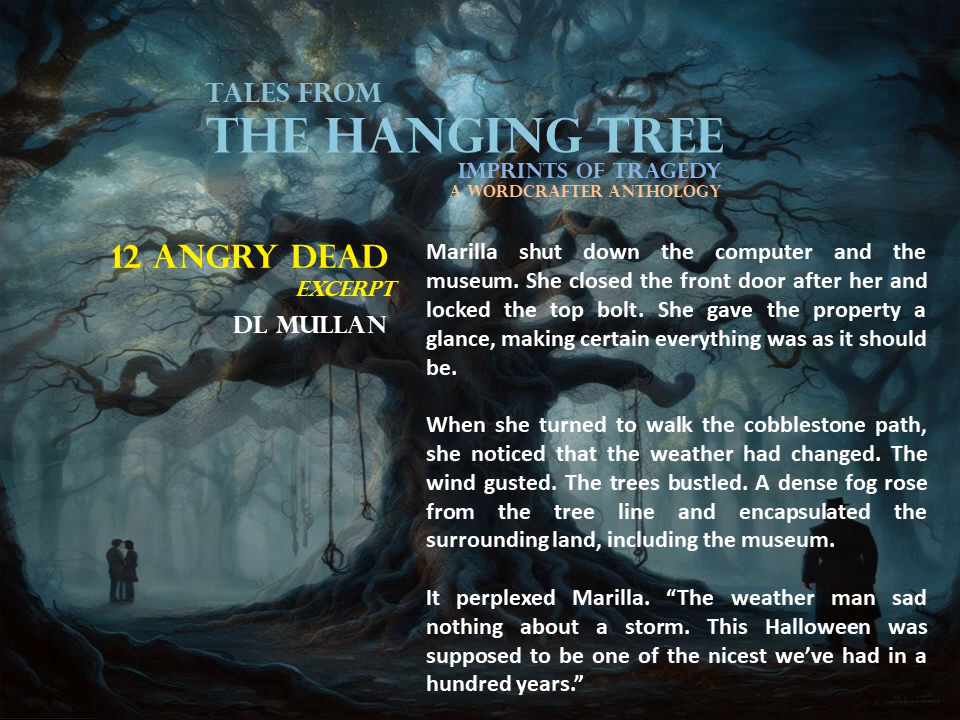 TALES FROM
THE HANGING TREE
IMPRINTS OF TRAGEDY
A WORDCRAFTER ANTHOLOGY
12 ANGRY DEAD
EXCERPT
DL MULLAN
Marilla shut down the computer and the
museum. She closed the front door after her and
locked the top bolt. She gave the property a
glance, making certain everything was as it should
be.
When she turned to walk the cobblestone path,
she noticed that the weather had changed. The
wind gusted. The trees bustled. A dense fog rose
from the tree line and encapsulated the
surrounding land, including the museum.
It perplexed Marilla. “The weather man sad
nothing about a storm. This Halloween was
supposed to be one of the nicest we’ve had in a
hundred years.”